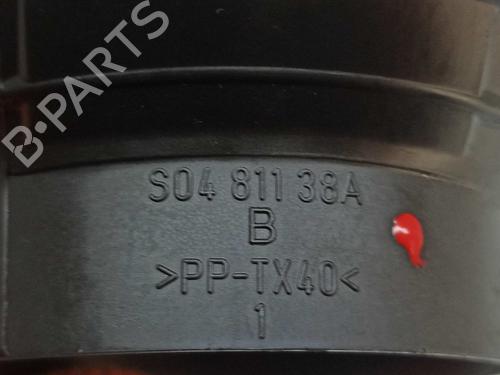 B-PARTS
S04 811 38A
B
>PP-TX40<
1